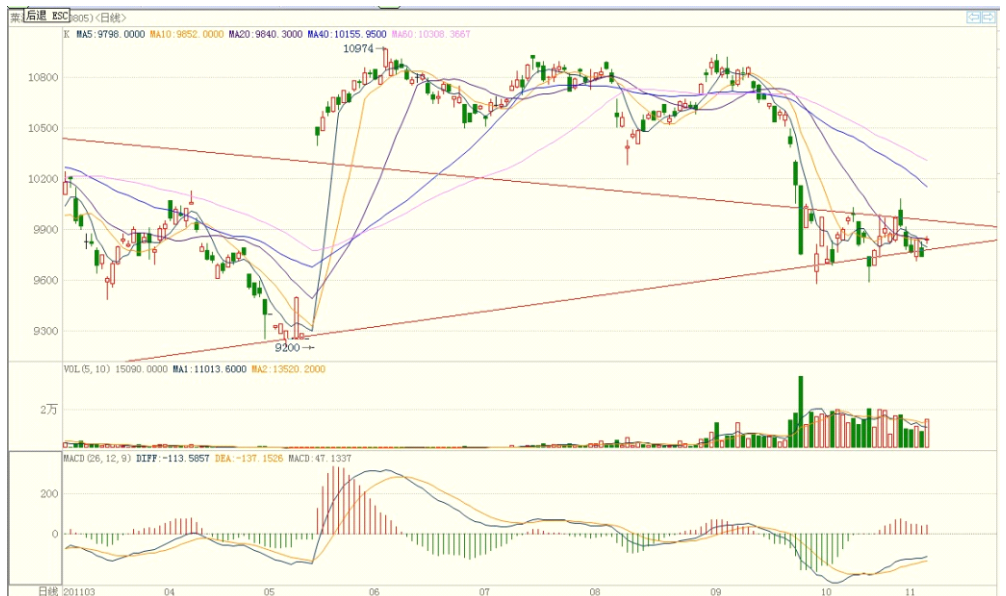 菜 后退 ESC 0805)<日线>
K MA5:9798.0000 MA10:9852.0000 MA20:9840.3000 MA40:10155.9500 MA60:10308.3667
10974
10800
10500
10200
9900
9600
9300
9200
VOL(5,10) 15090.0000 MA1:11013.6000 MA2:13520.2000
2万
MACD(26,12,9) DIFF:-113.5857 DEA:-137.1526 MACD:47.1337
200
0
日线 201103 04 05 06 07 08 09 10 11